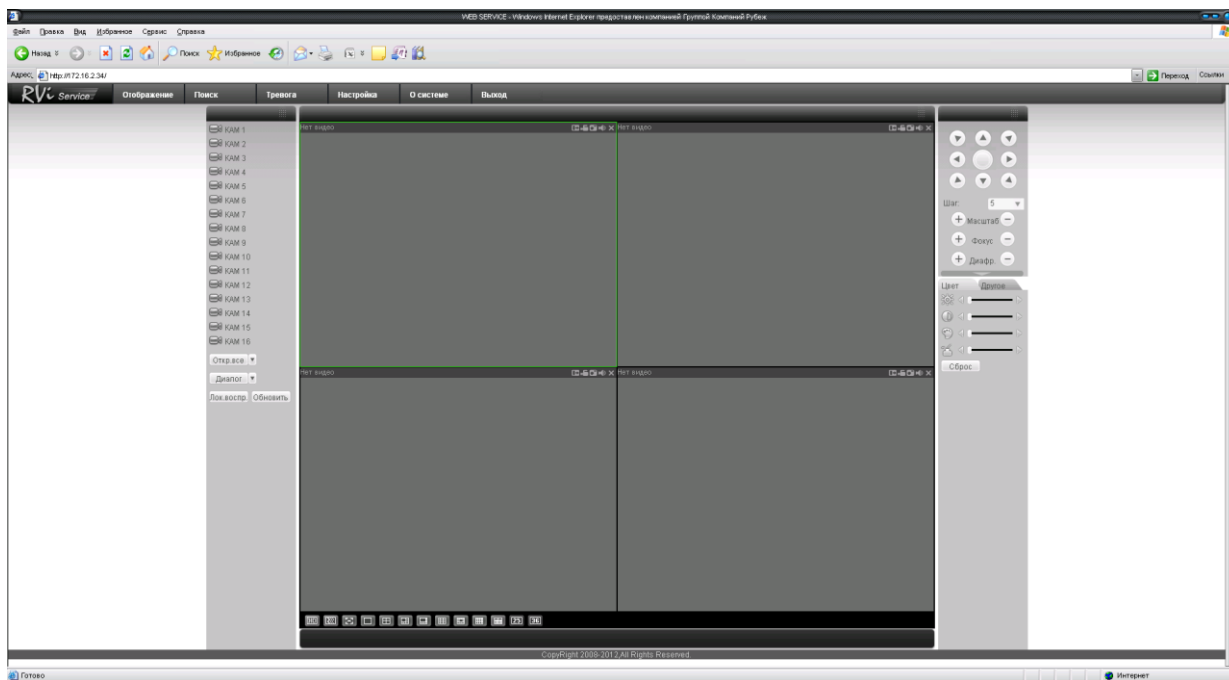 WEB SERVICE - Windows Internet Explorer предоставлен компанией Группой Компаний Рубеж
Файл Правка Вид Избранное Сервис Справка
Назад Поиск Избранное
Адрес: http://172.16.2.34/ Переход Ссылки
RVi Service Отображение Поиск Тревога Настройка О системе Выход
Нет видео Нет видео
КАМ 1
КАМ 2
КАМ 3
КАМ 4
КАМ 5
КАМ 6
КАМ 7
КАМ 8
КАМ 9
КАМ 10
КАМ 11
КАМ 12
КАМ 13
КАМ 14
КАМ 15
КАМ 16
Откр.все
Диалог
Лок.воспр. Обновить
Нет видео Нет видео
Шаг: 5
Масштаб
Фокус
Диафр.
Цвет Другое
Сброс
CopyRight 2008-2012,All Rights Reserved.
Готово Интернет